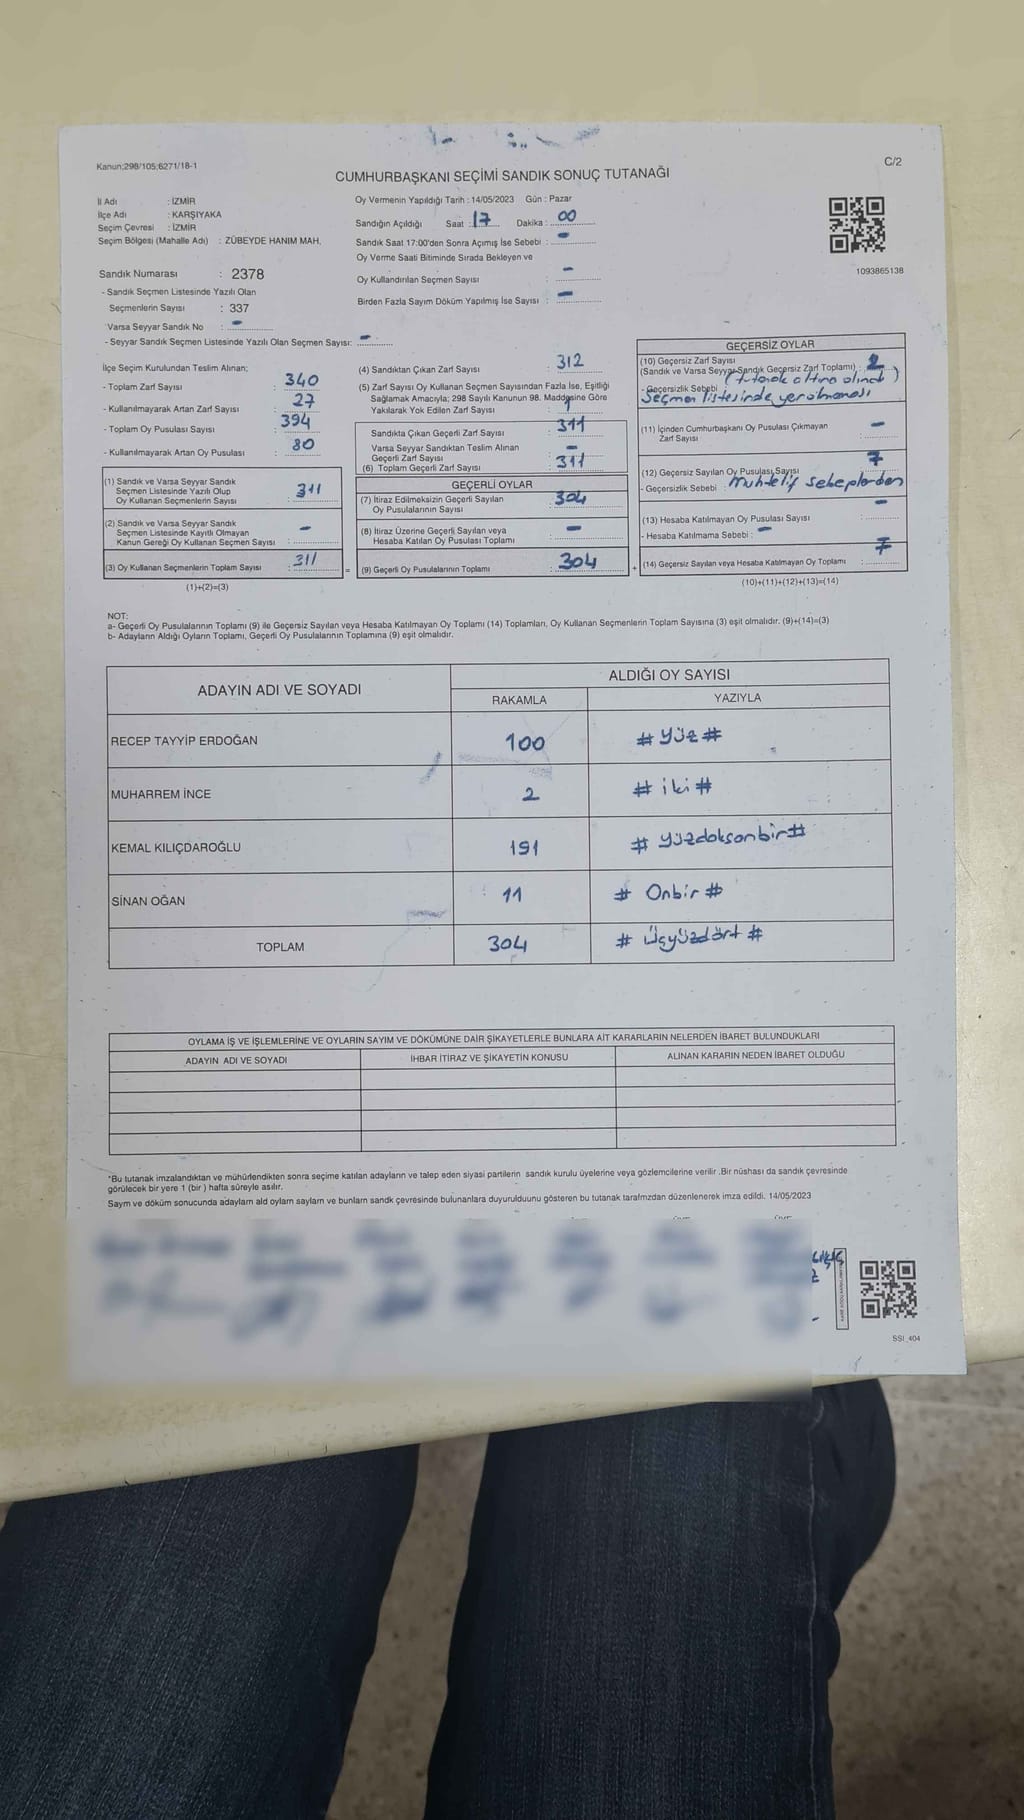 Kanun;298/105;6271/18-1
C/2
CUMHURBAŞKANI SEÇİMİ SANDIK SONUÇ TUTANAĞI
İl Adı : İZMİR
İlçe Adı : KARŞIYAKA
Seçim Çevresi : İZMİR
Seçim Bölgesi (Mahalle Adı) : ZÜBEYDE HANIM MAH.
Sandık Numarası : 2378
- Sandık Seçmen Listesinde Yazılı Olan
Seçmenlerin Sayısı : 337
Varsa Seyyar Sandık No : -
- Seyyar Sandık Seçmen Listesinde Yazılı Olan Seçmen Sayısı: -
Oy Vermenin Yapıldığı Tarih : 14/05/2023 Gün : Pazar
Sandığın Açıldığı Saat : 17 Dakika : 00
Sandık Saat 17:00'den Sonra Açımış İse Sebebi : -
Oy Verme Saati Bitiminde Sırada Bekleyen ve
Oy Kullandırılan Seçmen Sayısı : -
Birden Fazla Sayım Döküm Yapılmış İse Sayısı : -
1093865138
İlçe Seçim Kurulundan Teslim Alınan;
- Toplam Zarf Sayısı : 340
- Kullanılmayarak Artan Zarf Sayısı : 27
- Toplam Oy Pusulası Sayısı : 394
- Kullanılmayarak Artan Oy Pusulası : 80
(1) Sandık ve Varsa Seyyar Sandık
Seçmen Listesinde Yazılı Olup
Oy Kullanan Seçmenlerin Sayısı : 311
(2) Sandık ve Varsa Seyyar Sandık
Seçmen Listesinde Kayıtlı Olmayan
Kanun Gereği Oy Kullanan Seçmen Sayısı : -
(3) Oy Kullanan Seçmenlerin Toplam Sayısı : 311
(1)+(2)=(3)
(4) Sandıktan Çıkan Zarf Sayısı : 312
(5) Zarf Sayısı Oy Kullanan Seçmen Sayısından Fazla İse, Eşitliği
Sağlamak Amacıyla; 298 Sayılı Kanunun 98. Maddesine Göre
Yakılarak Yok Edilen Zarf Sayısı : 1
Sandıkta Çıkan Geçerli Zarf Sayısı : 311
Varsa Seyyar Sandıktan Teslim Alınan
Geçerli Zarf Sayısı : -
(6) Toplam Geçerli Zarf Sayısı : 311
GEÇERLİ OYLAR
(7) İtiraz Edilmeksizin Geçerli Sayılan
Oy Pusulalarının Sayısı : 304
(8) İtiraz Üzerine Geçerli Sayılan veya
Hesaba Katılan Oy Pusulası Toplamı : -
= (9) Geçerli Oy Pusulalarının Toplamı : 304 +
GEÇERSİZ OYLAR
(10) Geçersiz Zarf Sayısı
(Sandık ve Varsa Seyyar Sandık Geçersiz Zarf Toplamı) :
- Geçersizlik Sebebi : (tutanak altına alındı)
Seçmen listesinde yer olmaması
(11) İçinden Cumhurbaşkanı Oy Pusulası Çıkmayan
Zarf Sayısı : -
(12) Geçersiz Sayılan Oy Pusulası Sayısı : 7
- Geçersizlik Sebebi : Muhtelif sebeplerden
(13) Hesaba Katılmayan Oy Pusulası Sayısı : -
- Hesaba Katılmama Sebebi : -
(14) Geçersiz Sayılan veya Hesaba Katılmayan Oy Toplamı : 7
(10)+(11)+(12)+(13)=(14)
NOT:
a- Geçerli Oy Pusulalarının Toplamı (9) ile Geçersiz Sayılan veya Hesaba Katılmayan Oy Toplamı (14) Toplamları, Oy Kullanan Seçmenlerin Toplam Sayısına (3) eşit olmalıdır. (9)+(14)=(3)
b- Adayların Aldığı Oyların Toplamı, Geçerli Oy Pusulalarının Toplamına (9) eşit olmalıdır.
ADAYIN ADI VE SOYADI ALDIĞI OY SAYISI
RAKAMLA YAZIYLA
RECEP TAYYİP ERDOĞAN 100 # Yüz #
MUHARREM İNCE 2 # iki #
KEMAL KILIÇDAROĞLU 191 # Yüzdoksonbir #
SİNAN OĞAN 11 # Onbir #
TOPLAM 304 # Üçyüzdört #
OYLAMA İŞ VE İŞLEMLERİNE VE OYLARIN SAYIM VE DÖKÜMÜNE DAİR ŞİKAYETLERLE BUNLARA AİT KARARLARIN NELERDEN İBARET BULUNDUKLARI
ADAYIN ADI VE SOYADI İHBAR İTİRAZ VE ŞİKAYETİN KONUSU ALINAN KARARIN NEDEN İBARET OLDUĞU
*Bu tutanak imzalandıktan ve mühürlendikten sonra seçime katılan adayların ve talep eden siyasi partilerin sandık kurulu üyelerine veya gözlemcilerine verilir .Bir nüshası da sandık çevresinde
görülecek bir yere 1 (bir ) hafta süreyle asılır.
Saym ve döküm sonucunda adaylarn ald oylarn saylarn ve bunlarn sandk çevresinde bulunanlara duyurulduunu gösteren bu tutanak tarafmzdan düzenlenerek imza edildi. 14/05/2023
SSI_404